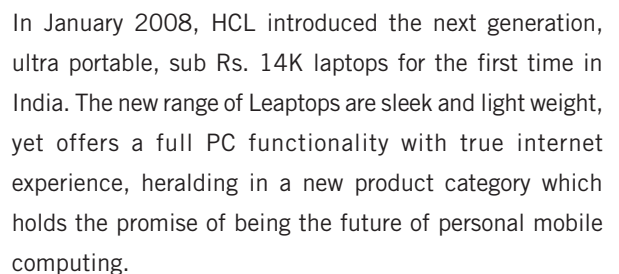 In January 2008, HCL introduced the next generation,
ultra portable, sub Rs. 14K laptops for the first time in
India. The new range of Leaptops are sleek and light weight,
yet offers a full PC functionality with true internet
experience, heralding in a new product category which
holds the promise of being the future of personal mobile
computing.